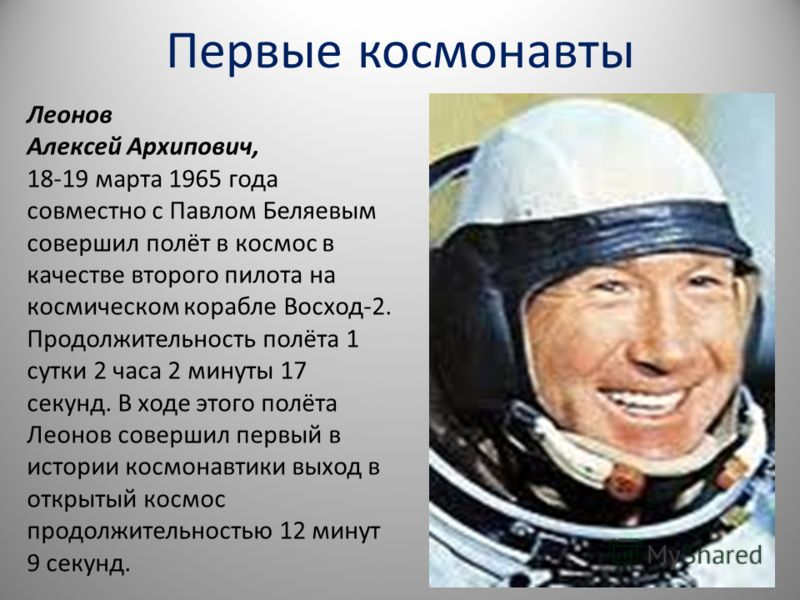 Первые космонавты
Леонов
Алексей Архипович,
18-19 марта 1965 года
совместно с Павлом Беляевым
совершил полёт в космос в
качестве второго пилота на
космическом корабле Восход-2.
Продолжительность полёта 1
сутки 2 часа 2 минуты 17
секунд. В ходе этого полёта
Леонов совершил первый в
истории космонавтики выход в
открытый космос
продолжительностью 12 минут
9 секунд.
MyShared